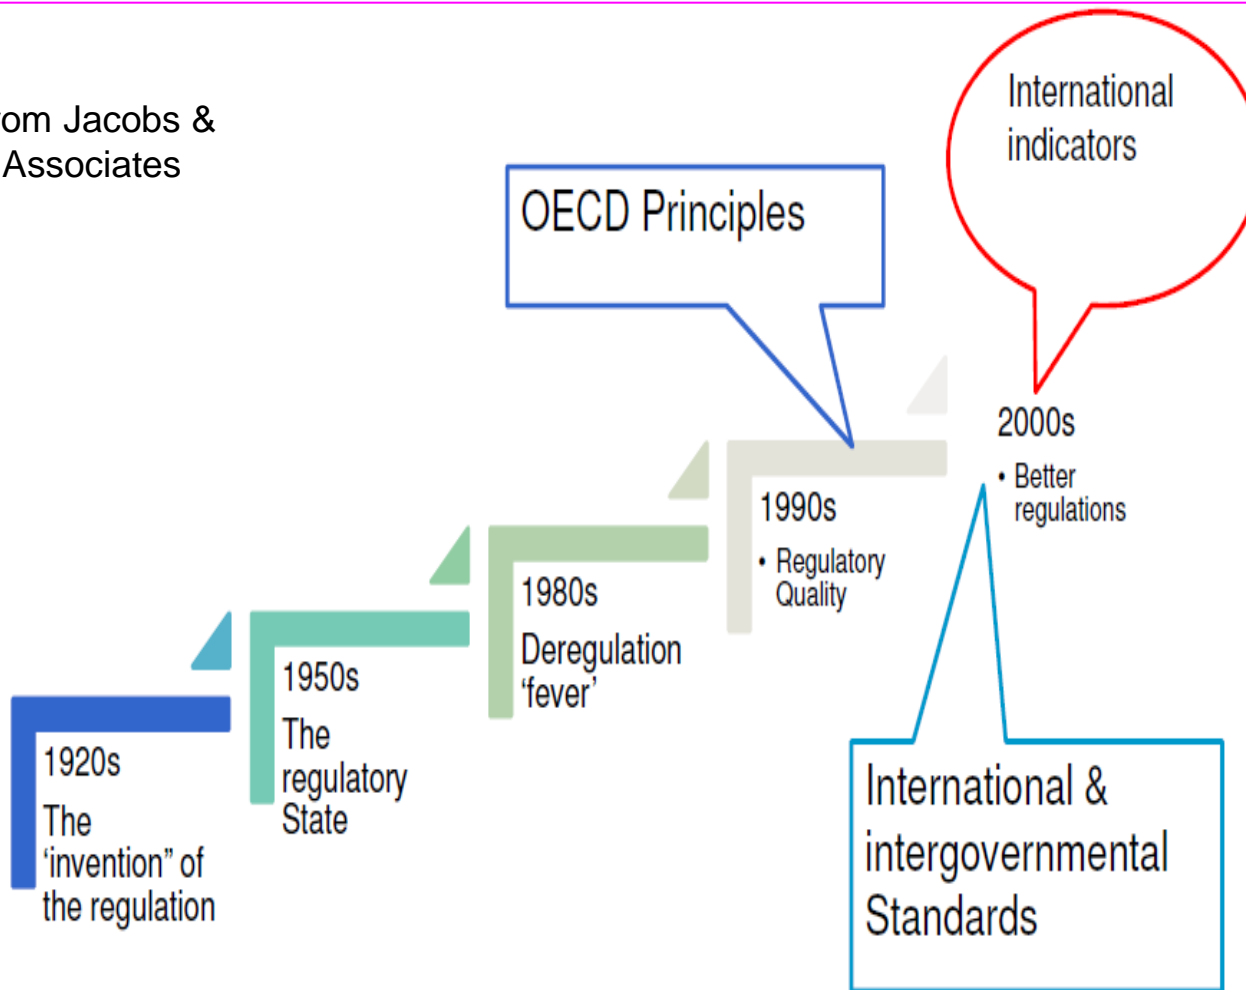 rom Jacobs &
Associates
International
indicators
OECD Principles
2000s
• Better
regulations
1990s
• Regulatory
Quality
1980s
Deregulation
‘fever’
1950s
The
regulatory
State
1920s
The
‘invention” of
the regulation
International &
intergovernmental
Standards